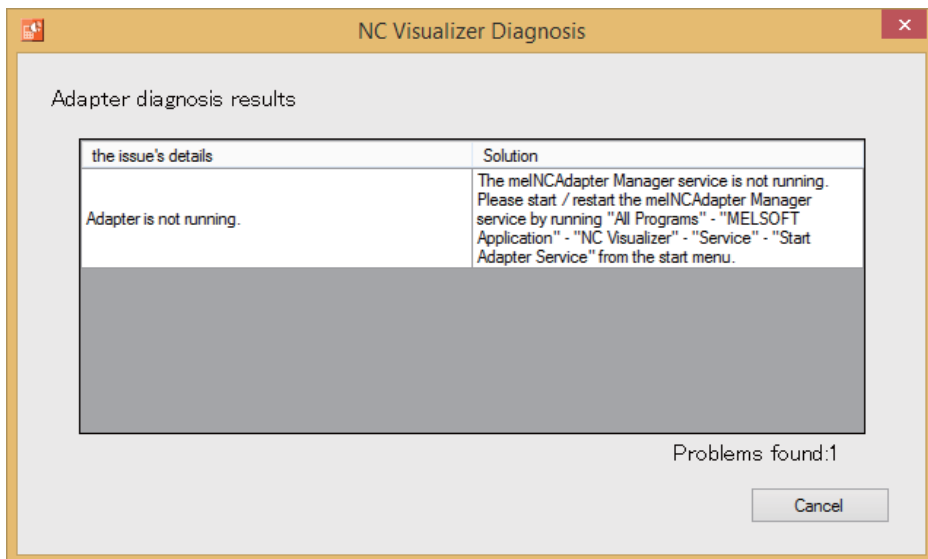 NC Visualizer Diagnosis
Adapter diagnosis results
the issue's details
Solution
Adapter is not running.
The melNCAdapter Manager service is not running.
Please start / restart the melNCAdapter Manager
service by running "All Programs" - "MELSOFT
Application" - "NC Visualizer" - "Service" - "Start
Adapter Service" from the start menu.
Problems found:1
Cancel